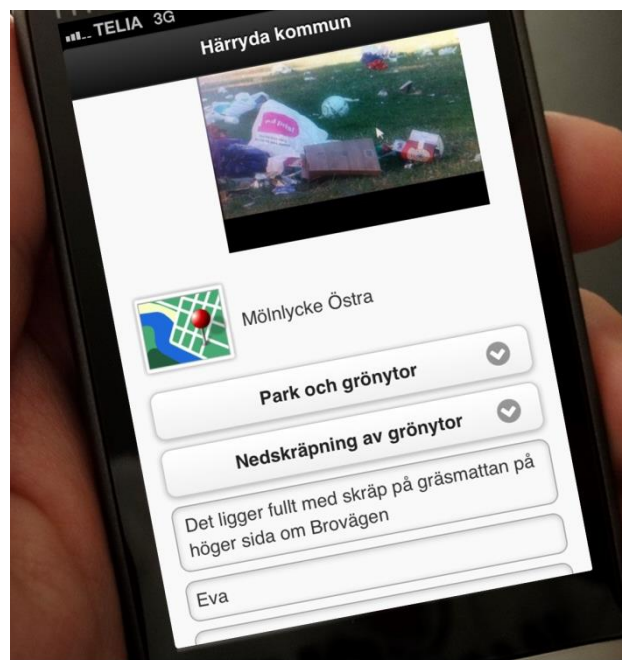 TELIA 3G
Härryda kommun
Mölnlycke Östra
Park och grönytor
Nedskräpning av grönytor
Det ligger fullt med skräp på gräsmattan på
höger sida om Brovägen
Eva